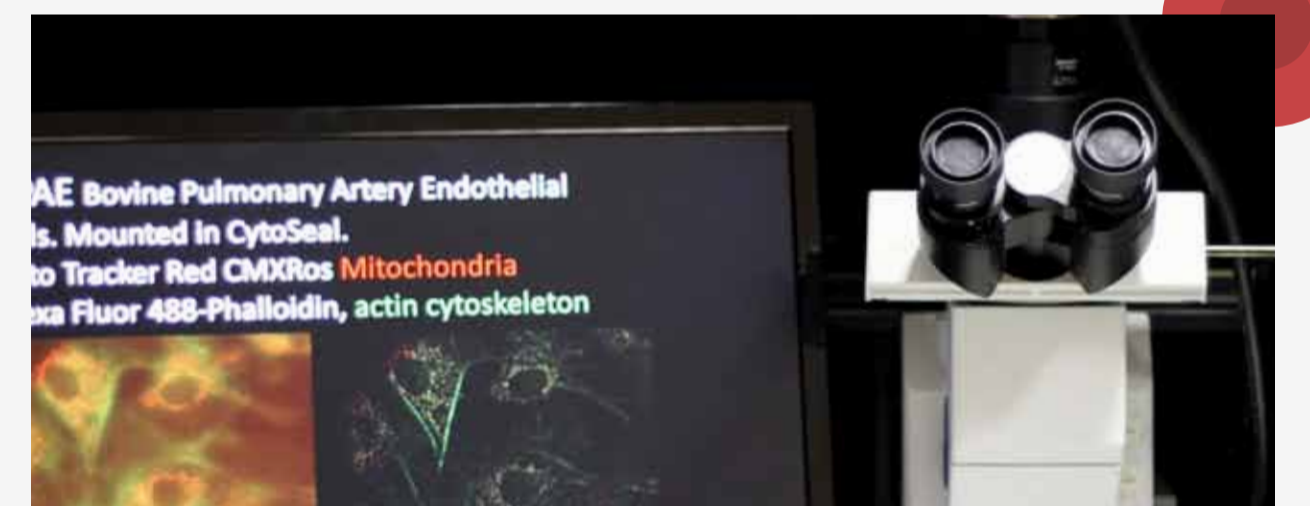 PAE Bovine Pulmonary Artery Endothelial
ls. Mounted in CytoSeal.
to Tracker Red CMXRos Mitochondria
exa Fluor 488-Phalloidin, actin cytoskeleton